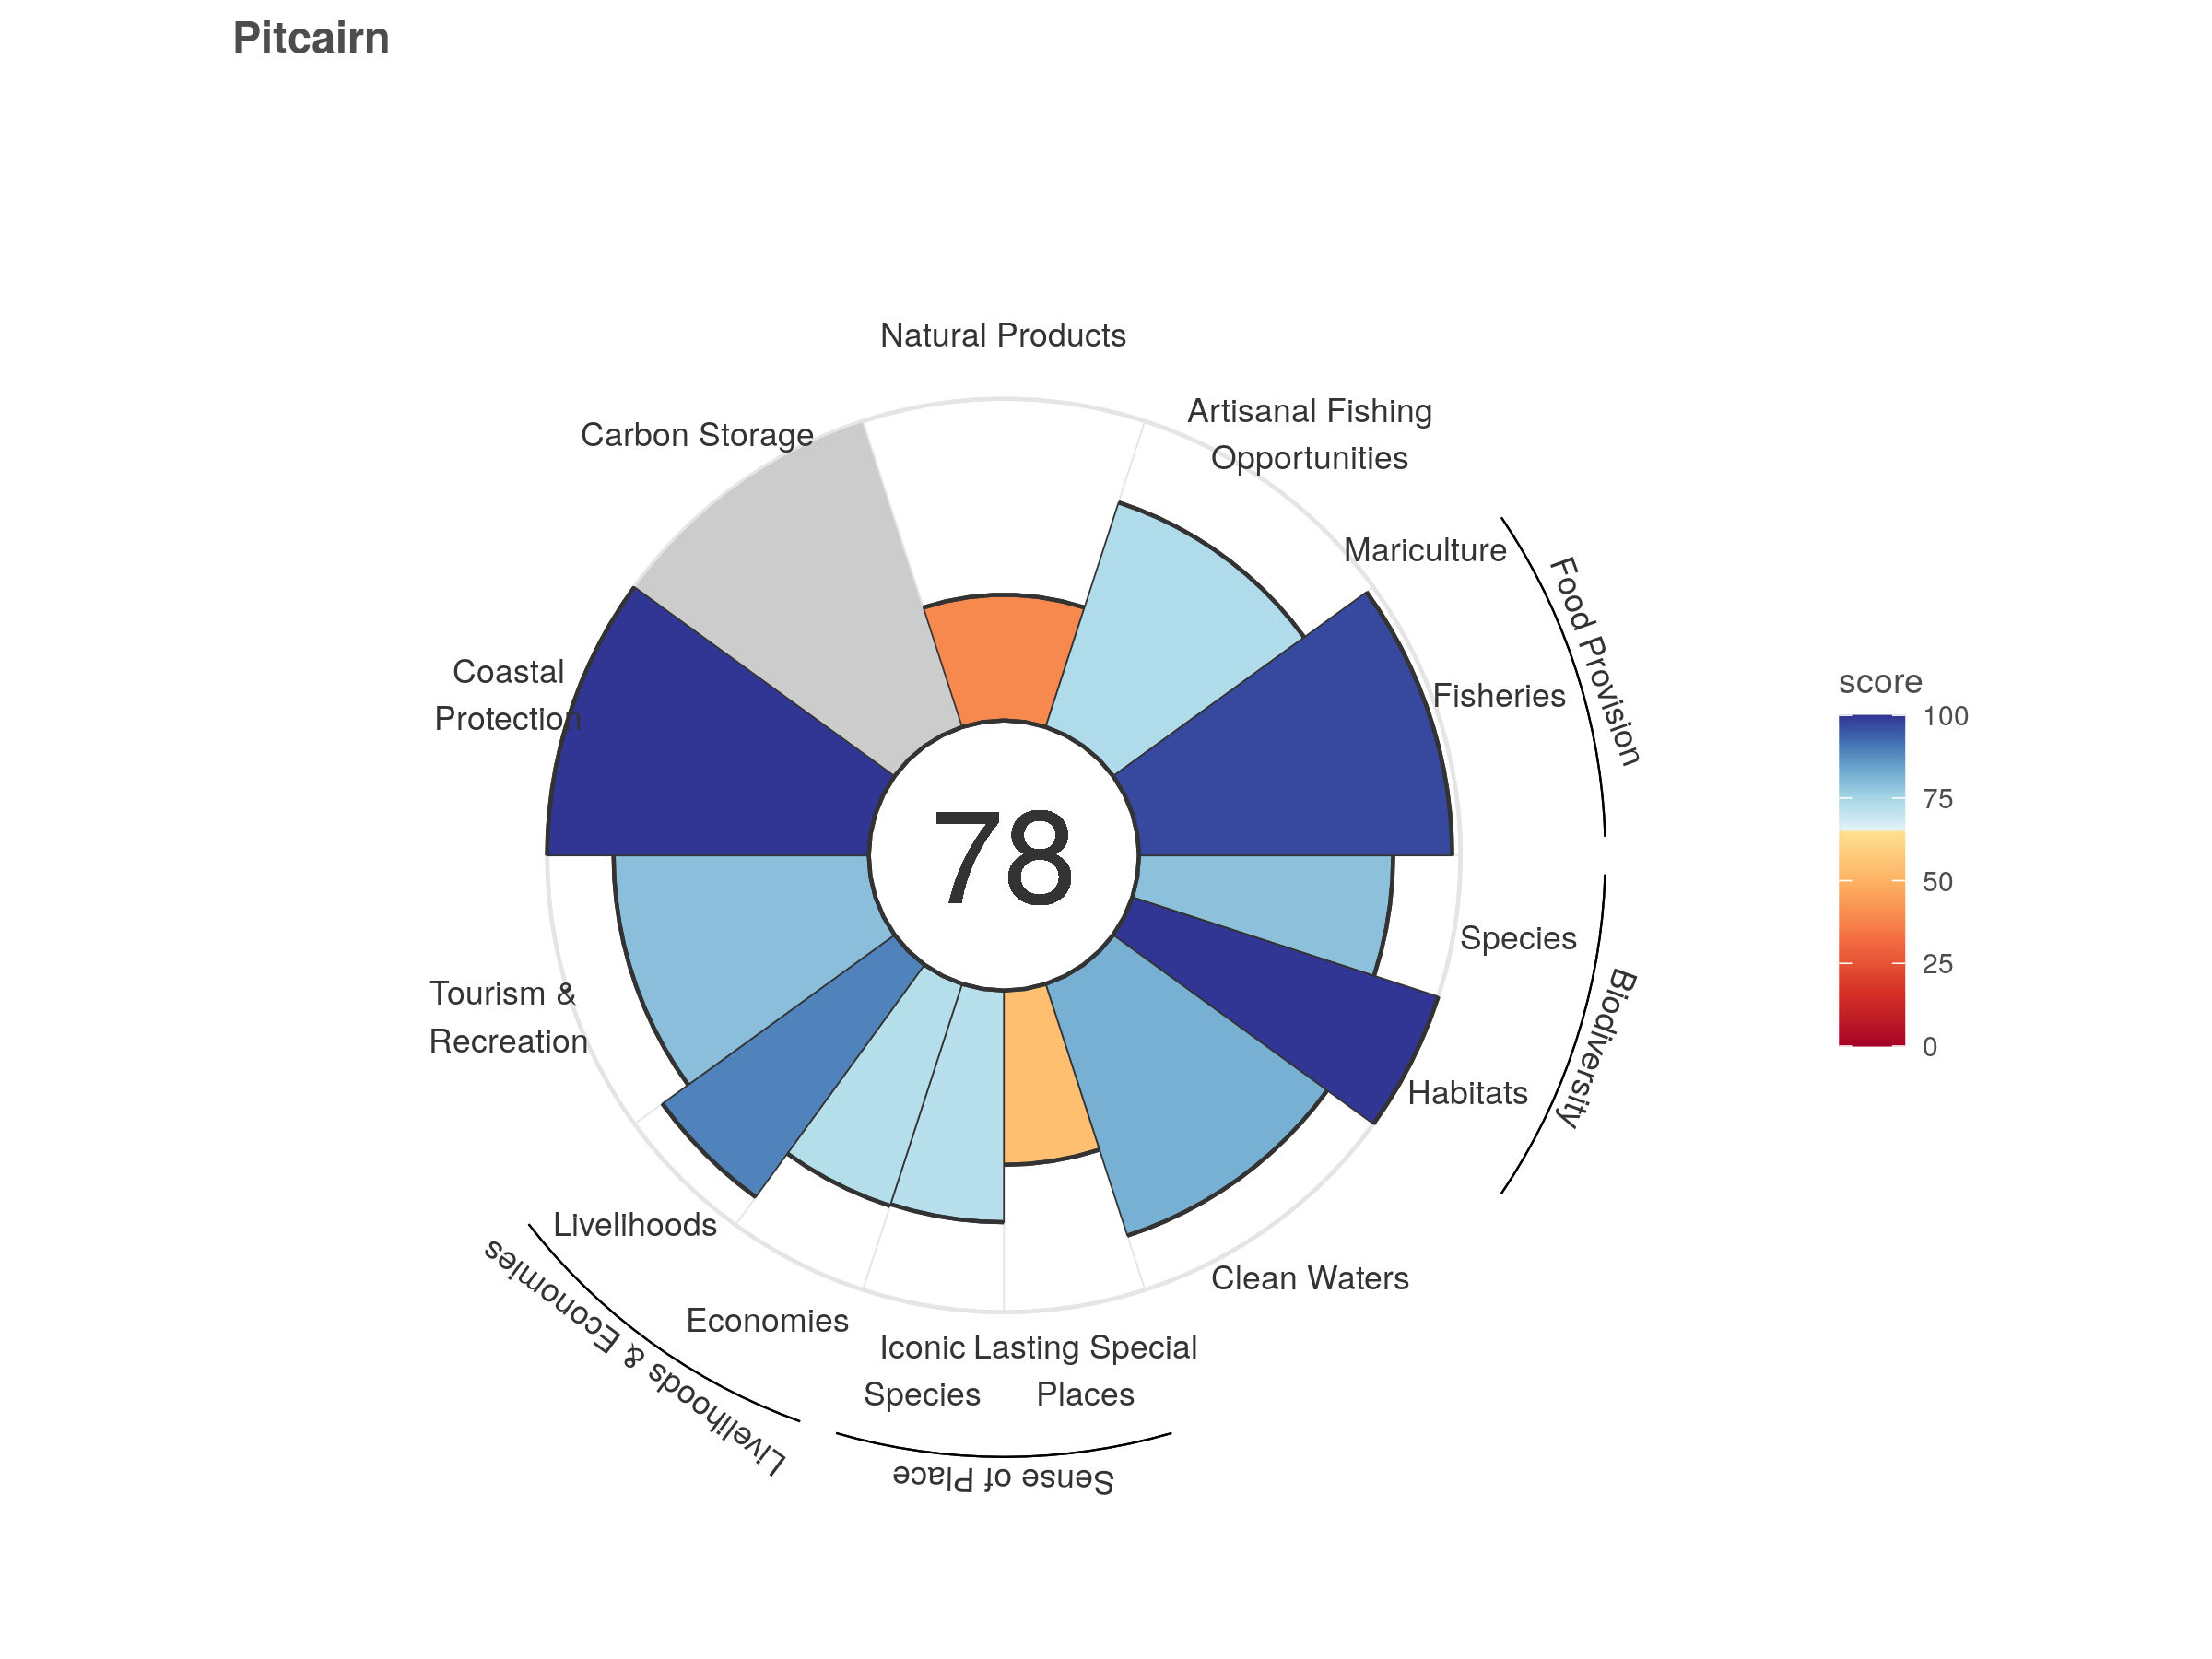 Pitcairn
Natural Products
Artisanal Fishing
Opportunities
Carbon Storage
Mariculture
Food Provision
Fisheries
Coastal
Protection
score
100
75
50
25
0
78
Species
Biodiversity
Tourism &
Recreation
Habitats
Livelihoods
Livelihoods & Economies
Clean Waters
Economies
Iconic
Species
Lasting Special
Places
Sense of Place